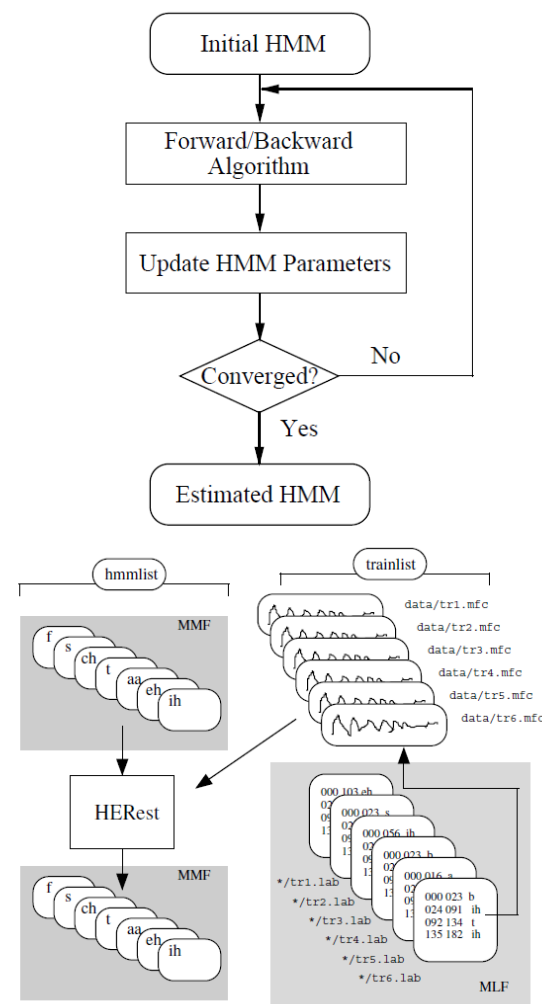 Initial HMM
Forward/Backward
Algorithm
Update HMM Parameters
Converged?
No
Yes
Estimated HMM
hmmlist
trainlist
MMF
f
s
ch
t
aa
eh
ih
data/tr1.mfc
data/tr2.mfc
data/tr3.mfc
data/tr4.mfc
data/tr5.mfc
data/tr6.mfc
HERest
MMF
f
s
ch
t
aa
eh
ih
000 103 eh
000 023 s
000 056 ih
000 023 b
000 016 a
000 023 b
024 091 ih
092 134 t
135 182 ih
*/tr1.lab
*/tr2.lab
*/tr3.lab
*/tr4.lab
*/tr5.lab
*/tr6.lab
MLF